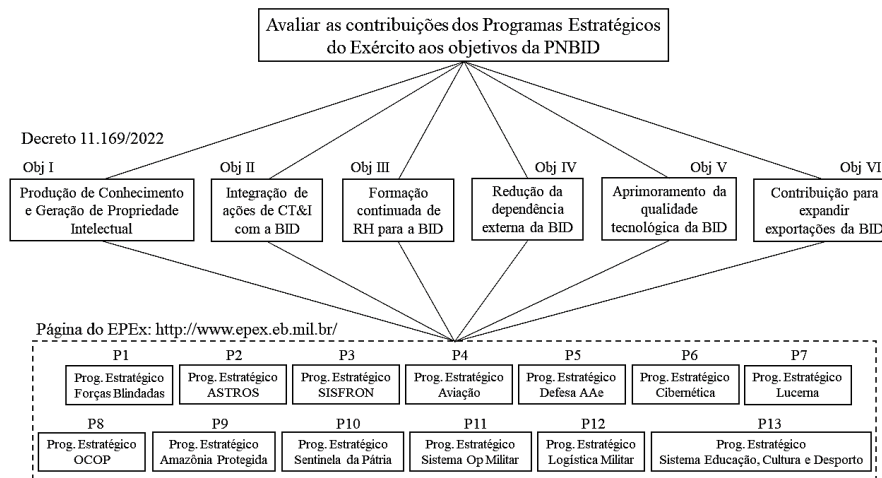 Avaliar as contribuições dos Programas Estratégicos
do Exército aos objetivos da PNBID
Decreto 11.169/2022
Obj I
Obj II
Obj III
Obj IV
Obj V
Obj VI
Produção de Conhecimento
e Geração de Propriedade
Intelectual
Integração de
ações de CT&I
com a BID
Formação
continuada de
RH para a BID
Redução da
dependência
externa da BID
Aprimoramento da
qualidade
tecnológica da BID
Contribuição para
expandir
exportações da BID
Página do EPEx: http://www.epex.eb.mil.br/
P1
P2
P3
P4
P5
P6
P7
Prog. Estratégico
Forças Blindadas
Prog. Estratégico
ASTROS
Prog. Estratégico
SISFRON
Prog. Estratégico
Aviação
Prog. Estratégico
Defesa AAe
Prog. Estratégico
Cibernética
Prog. Estratégico
Lucerna
P8
P9
P10
P11
P12
P13
Prog. Estratégico
OCOP
Prog. Estratégico
Amazônia Protegida
Prog. Estratégico
Sentinela da Pátria
Prog. Estratégico
Sistema Op Militar
Prog. Estratégico
Logística Militar
Prog. Estratégico
Sistema Educação, Cultura e Desporto